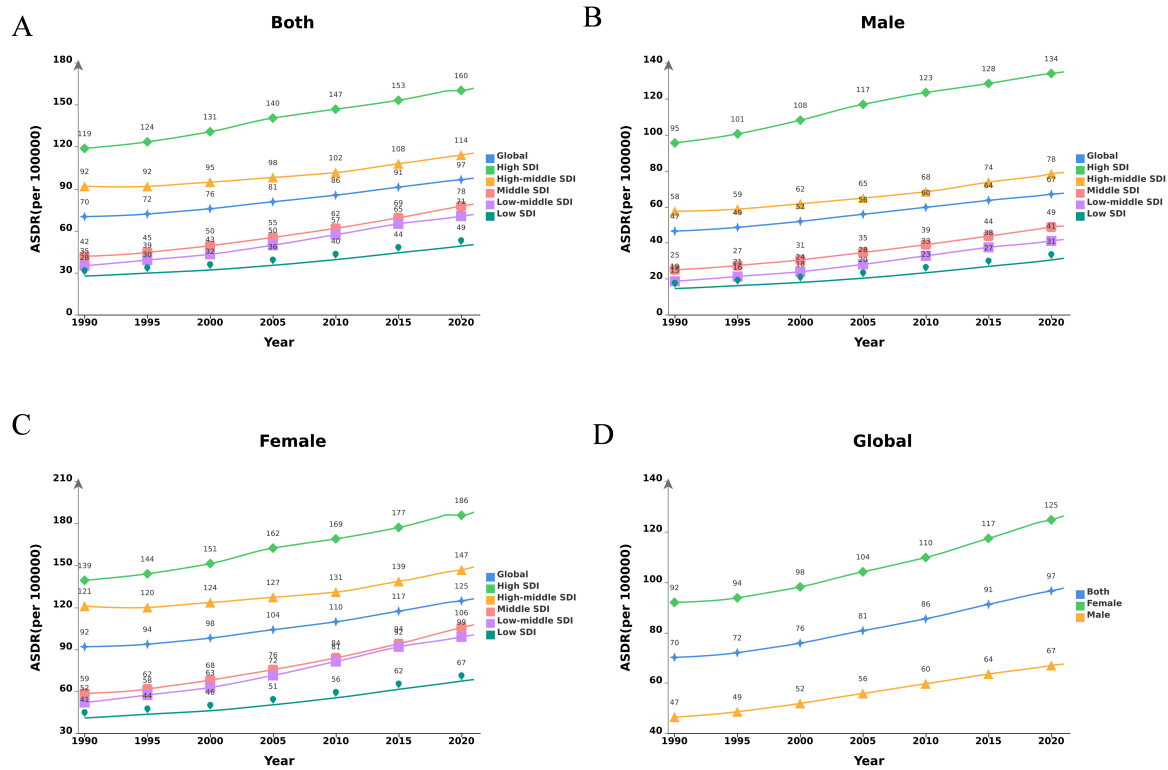 A
Both
ASDR(per 100000)
180
150
120
90
60
30
0
119 124 131 140 147 153 160
92 92 95 98 102 108 114
70 72 76 81 86 91 97
42 45 50 55 62 69 78
35 39 43 50 57 65 71
28 30 32 36 40 44 49
1990 1995 2000 2005 2010 2015 2020
Year
Global
High SDI
High-middle SDI
Middle SDI
Low-middle SDI
Low SDI
B
Male
ASDR(per 100000)
140
120
100
80
60
40
20
0
95 101 108 117 123 128 134
58 59 62 65 68 74 78
47 49 52 56 60 64 67
25 27 31 35 39 44 49
19 21 24 28 33 38 41
15 16 18 20 23 27 31
1990 1995 2000 2005 2010 2015 2020
Year
Global
High SDI
High-middle SDI
Middle SDI
Low-middle SDI
Low SDI
C
Female
ASDR(per 100000)
210
180
150
120
90
60
30
139 144 151 162 169 177 186
121 120 124 127 131 139 147
92 94 98 104 110 117 125
59 62 68 76 84 94 106
52 58 63 72 81 92 99
41 44 46 51 56 62 67
1990 1995 2000 2005 2010 2015 2020
Year
Global
High SDI
High-middle SDI
Middle SDI
Low-middle SDI
Low SDI
D
Global
ASDR(per 100000)
140
120
100
80
60
40
92 94 98 104 110 117 125
70 72 76 81 86 91 97
47 49 52 56 60 64 67
1990 1995 2000 2005 2010 2015 2020
Year
Both
Female
Male